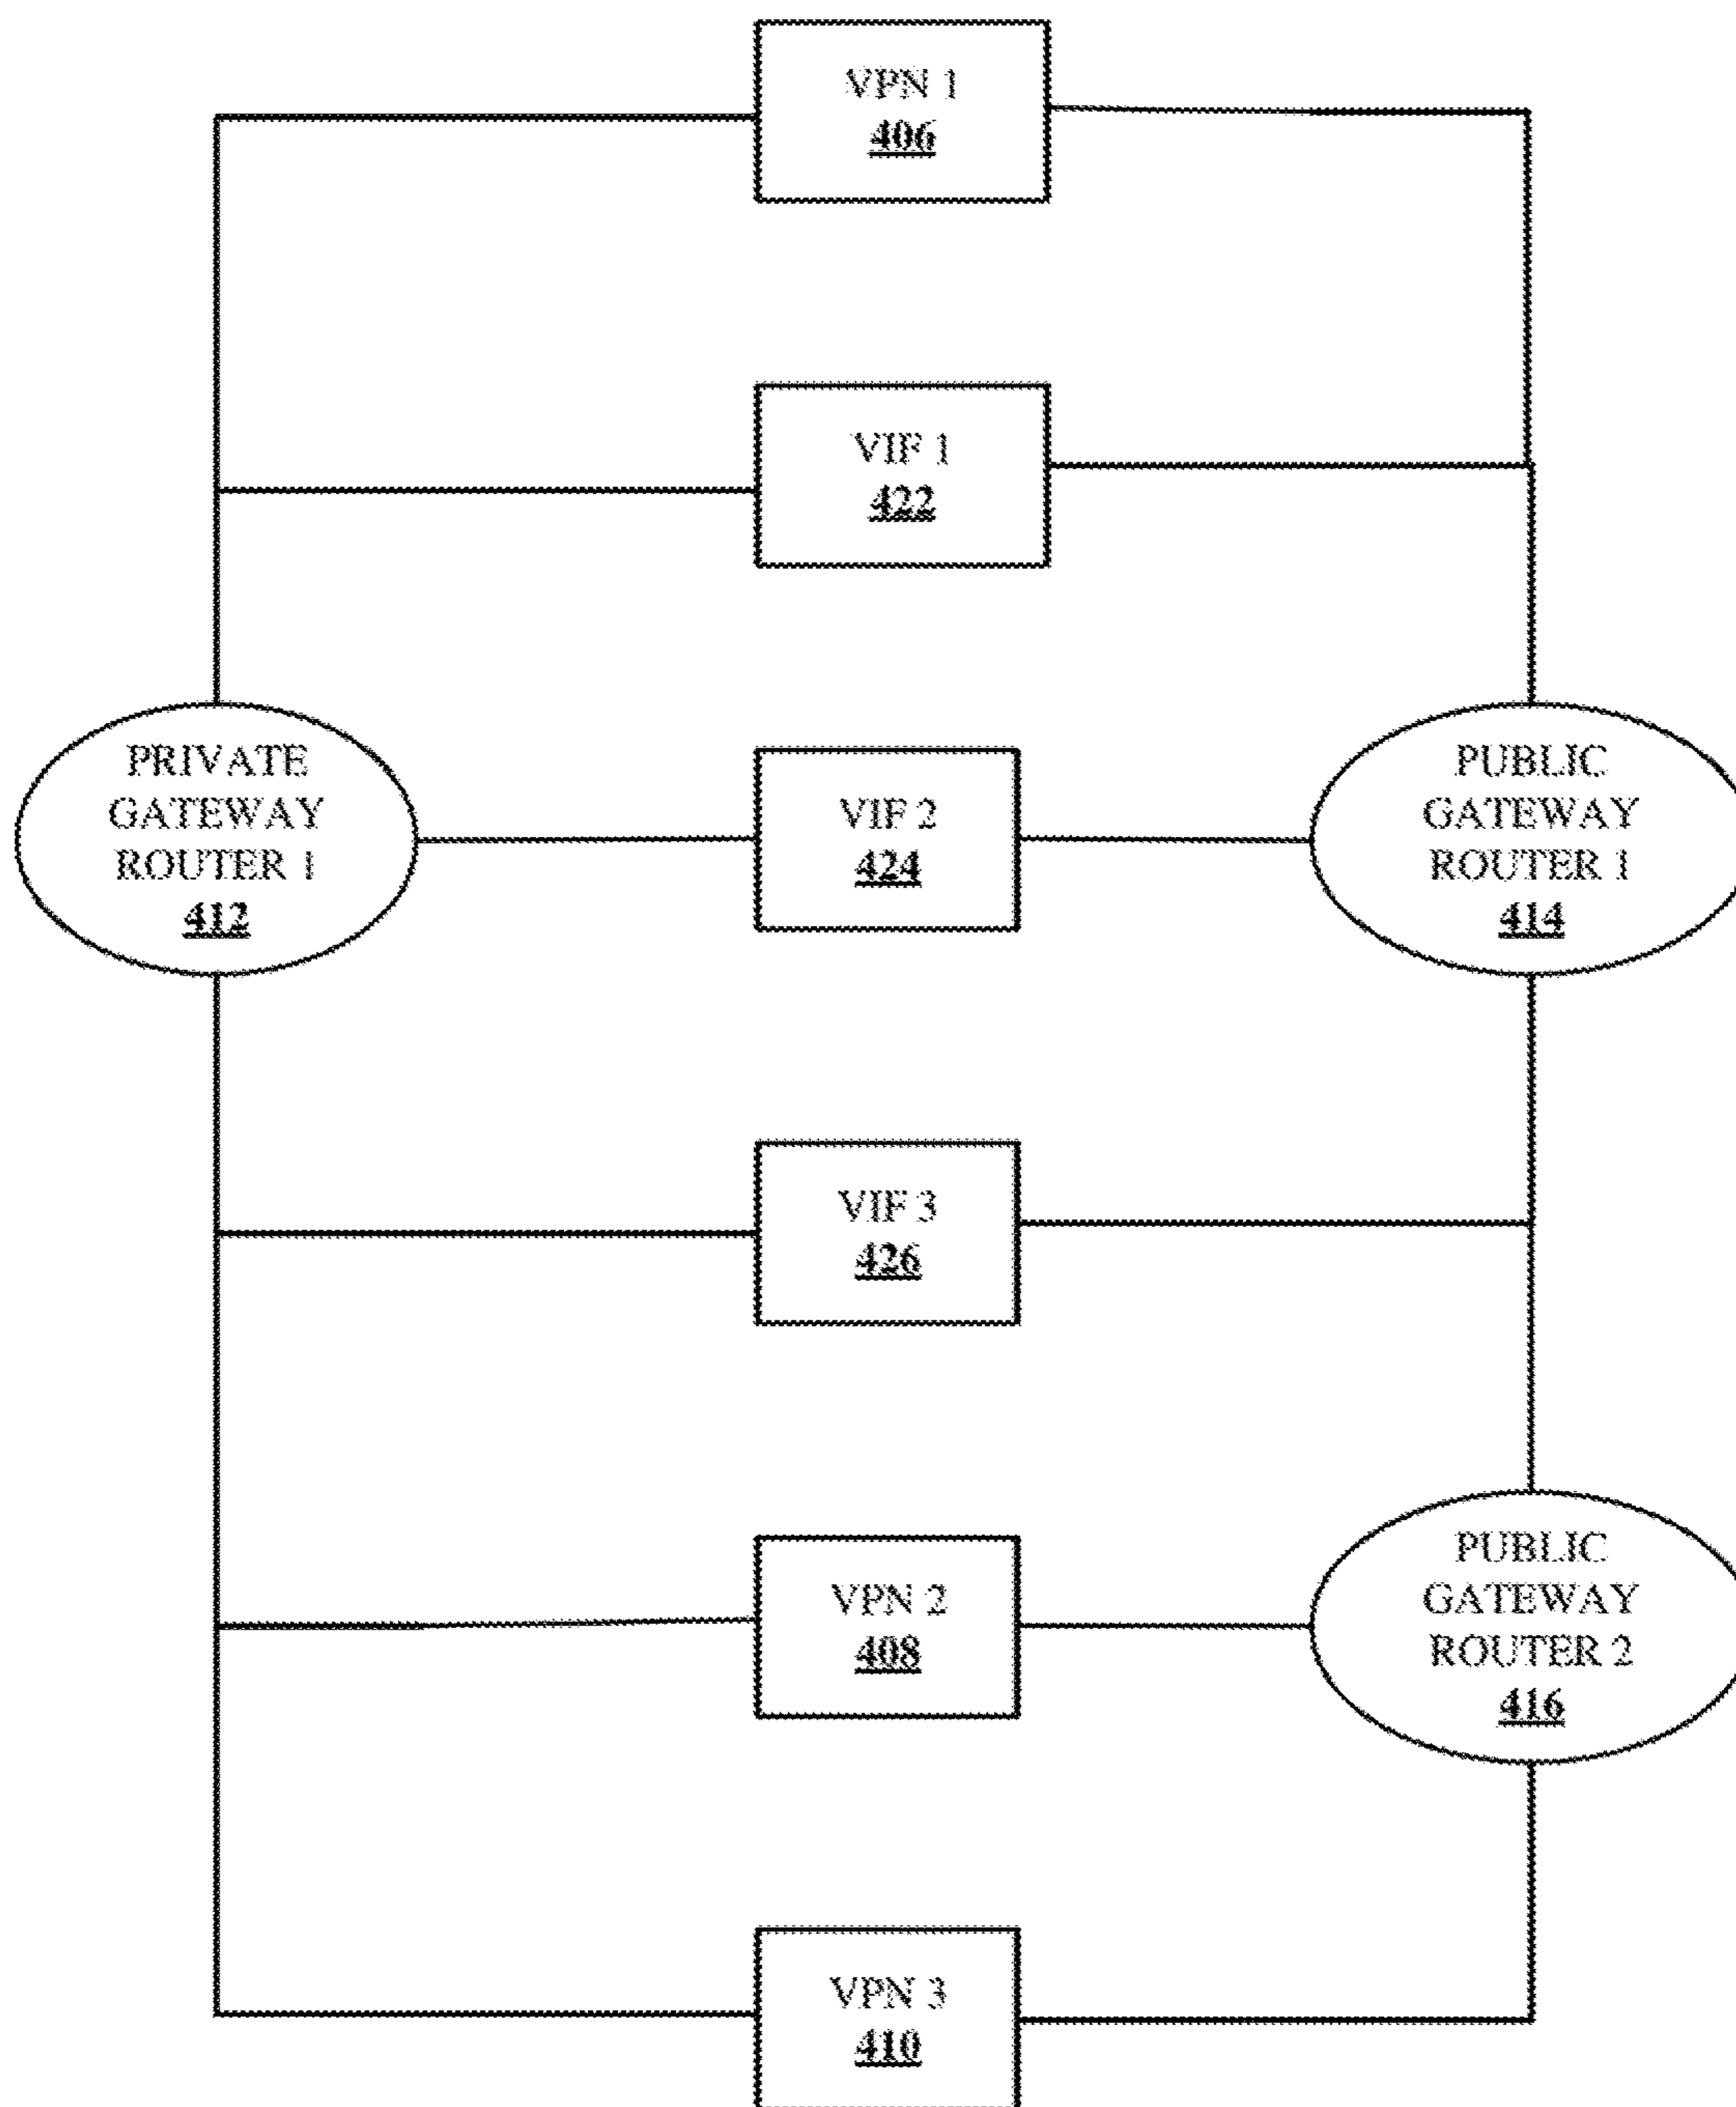 VPN 1
406
VIF 1
422
PRIVATE
GATEWAY
ROUTER 1
412
VIF 2
424
PUBLIC
GATEWAY
ROUTER 1
414
VIF 3
426
VPN 2
408
PUBLIC
GATEWAY
ROUTER 2
416
VPN 3
410